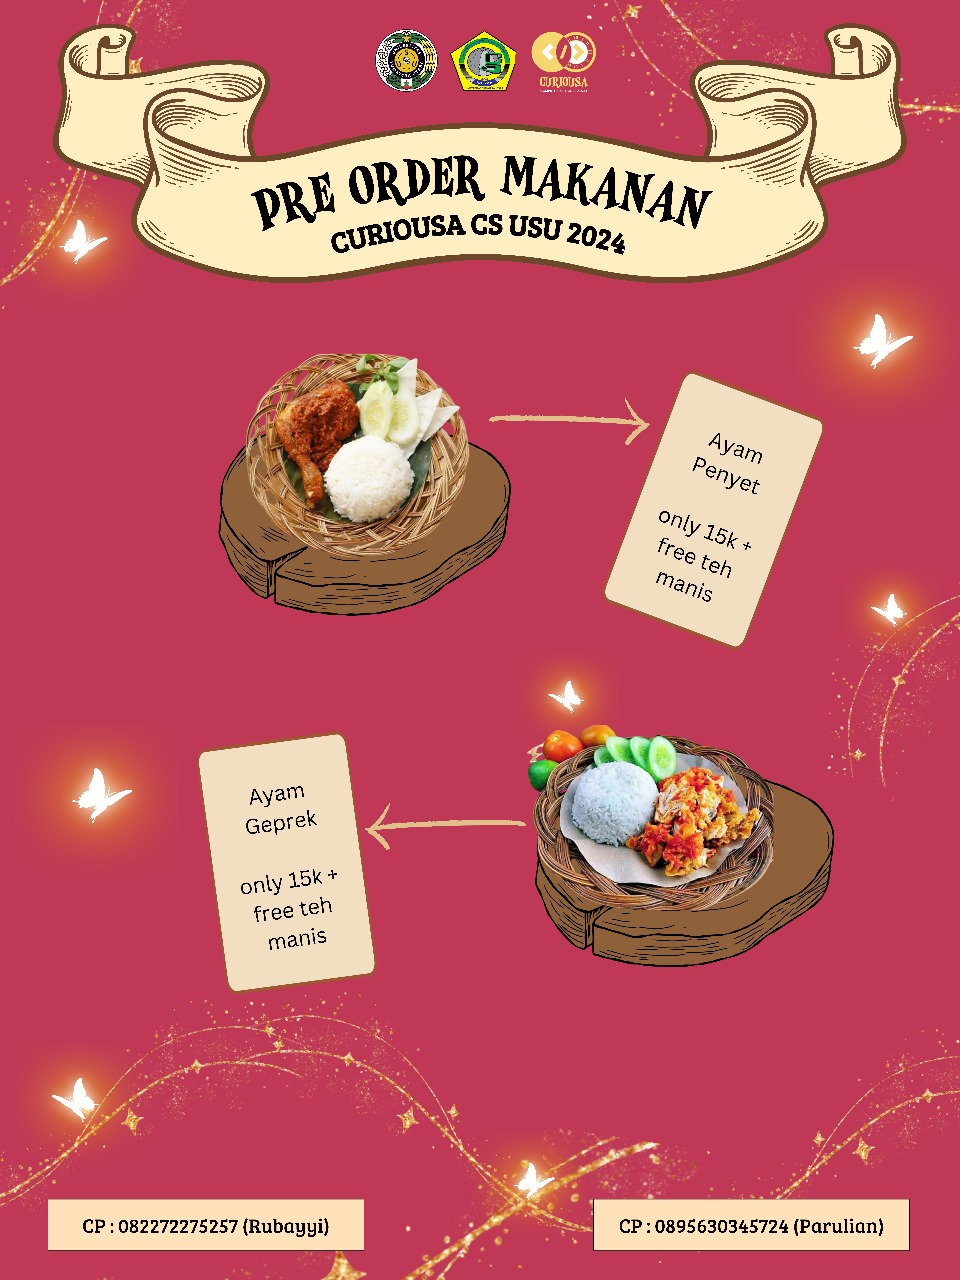 CURIOUSA
PRE ORDER MAKANAN
CURIOUSA CS USU 2024
Ayam
Penyet
only 15k +
free teh
manis
Ayam
Geprek
only 15k +
free teh
manis
CP : 082272275257 (Rubayyi)
CP : 0895630345724 (Parulian)